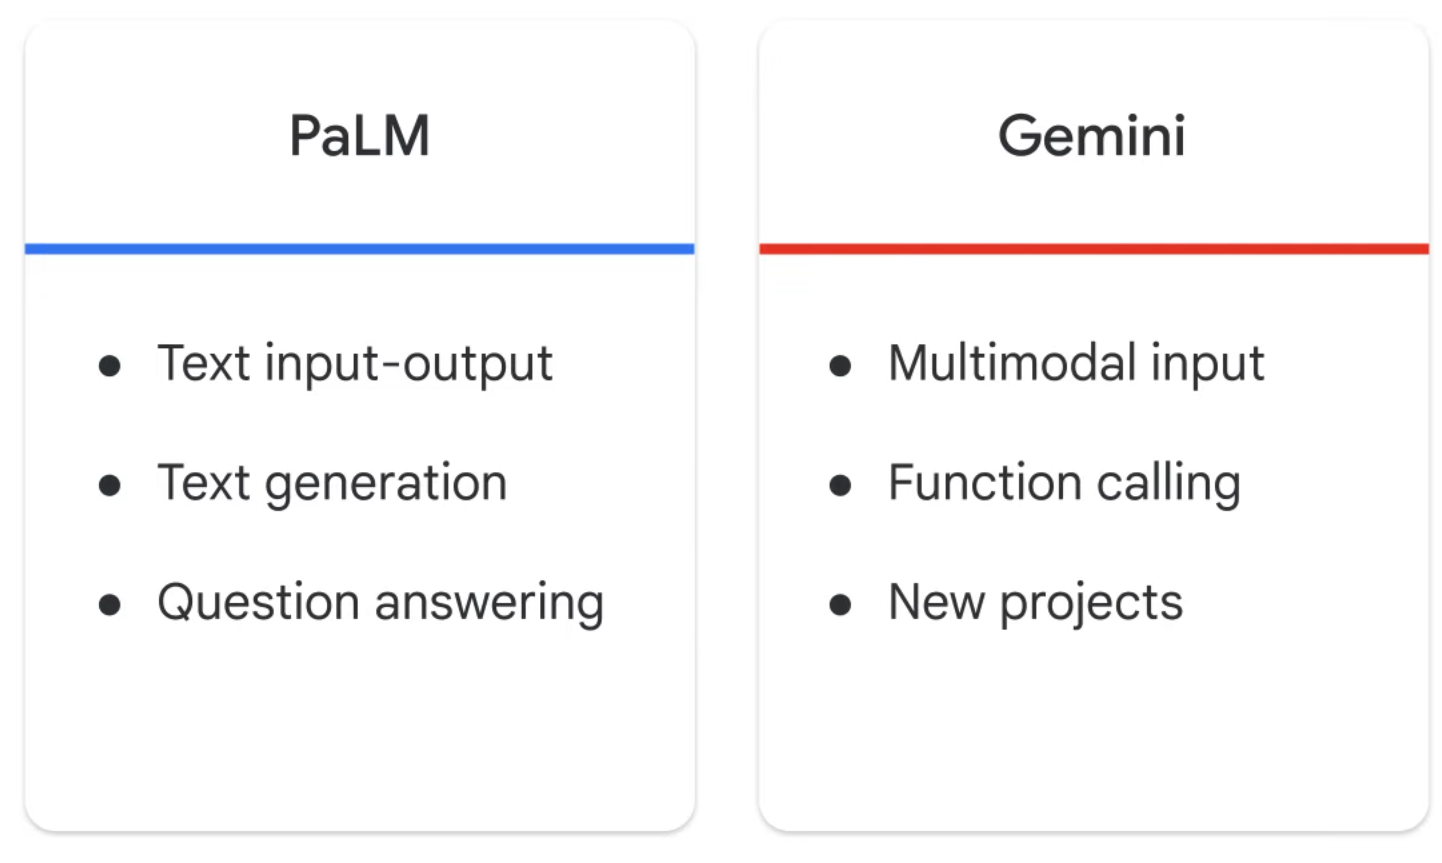 PaLM
● Text input-output
● Text generation
● Question answering
Gemini
● Multimodal input
● Function calling
● New projects